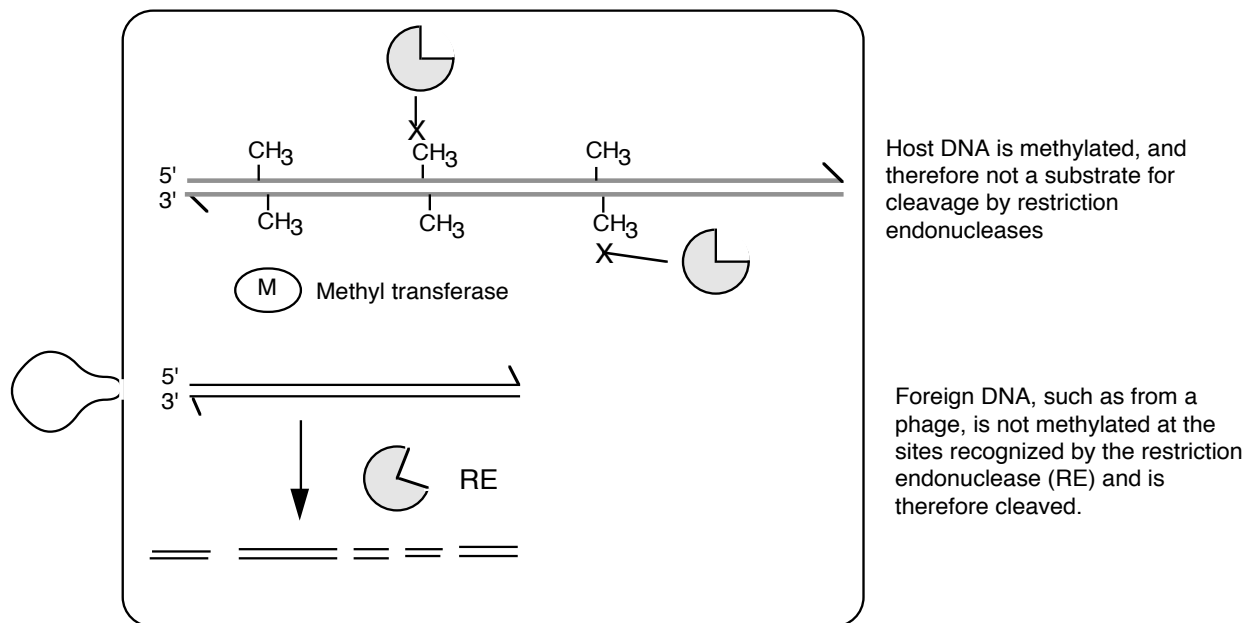 CH3 CH3 CH3
X
5'
3'
CH3 CH3 CH3
X
M Methyl transferase
Host DNA is methylated, and
therefore not a substrate for
cleavage by restriction
endonucleases
5'
3'
RE
Foreign DNA, such as from a
phage, is not methylated at the
sites recognized by the restriction
endonuclease (RE) and is
therefore cleaved.